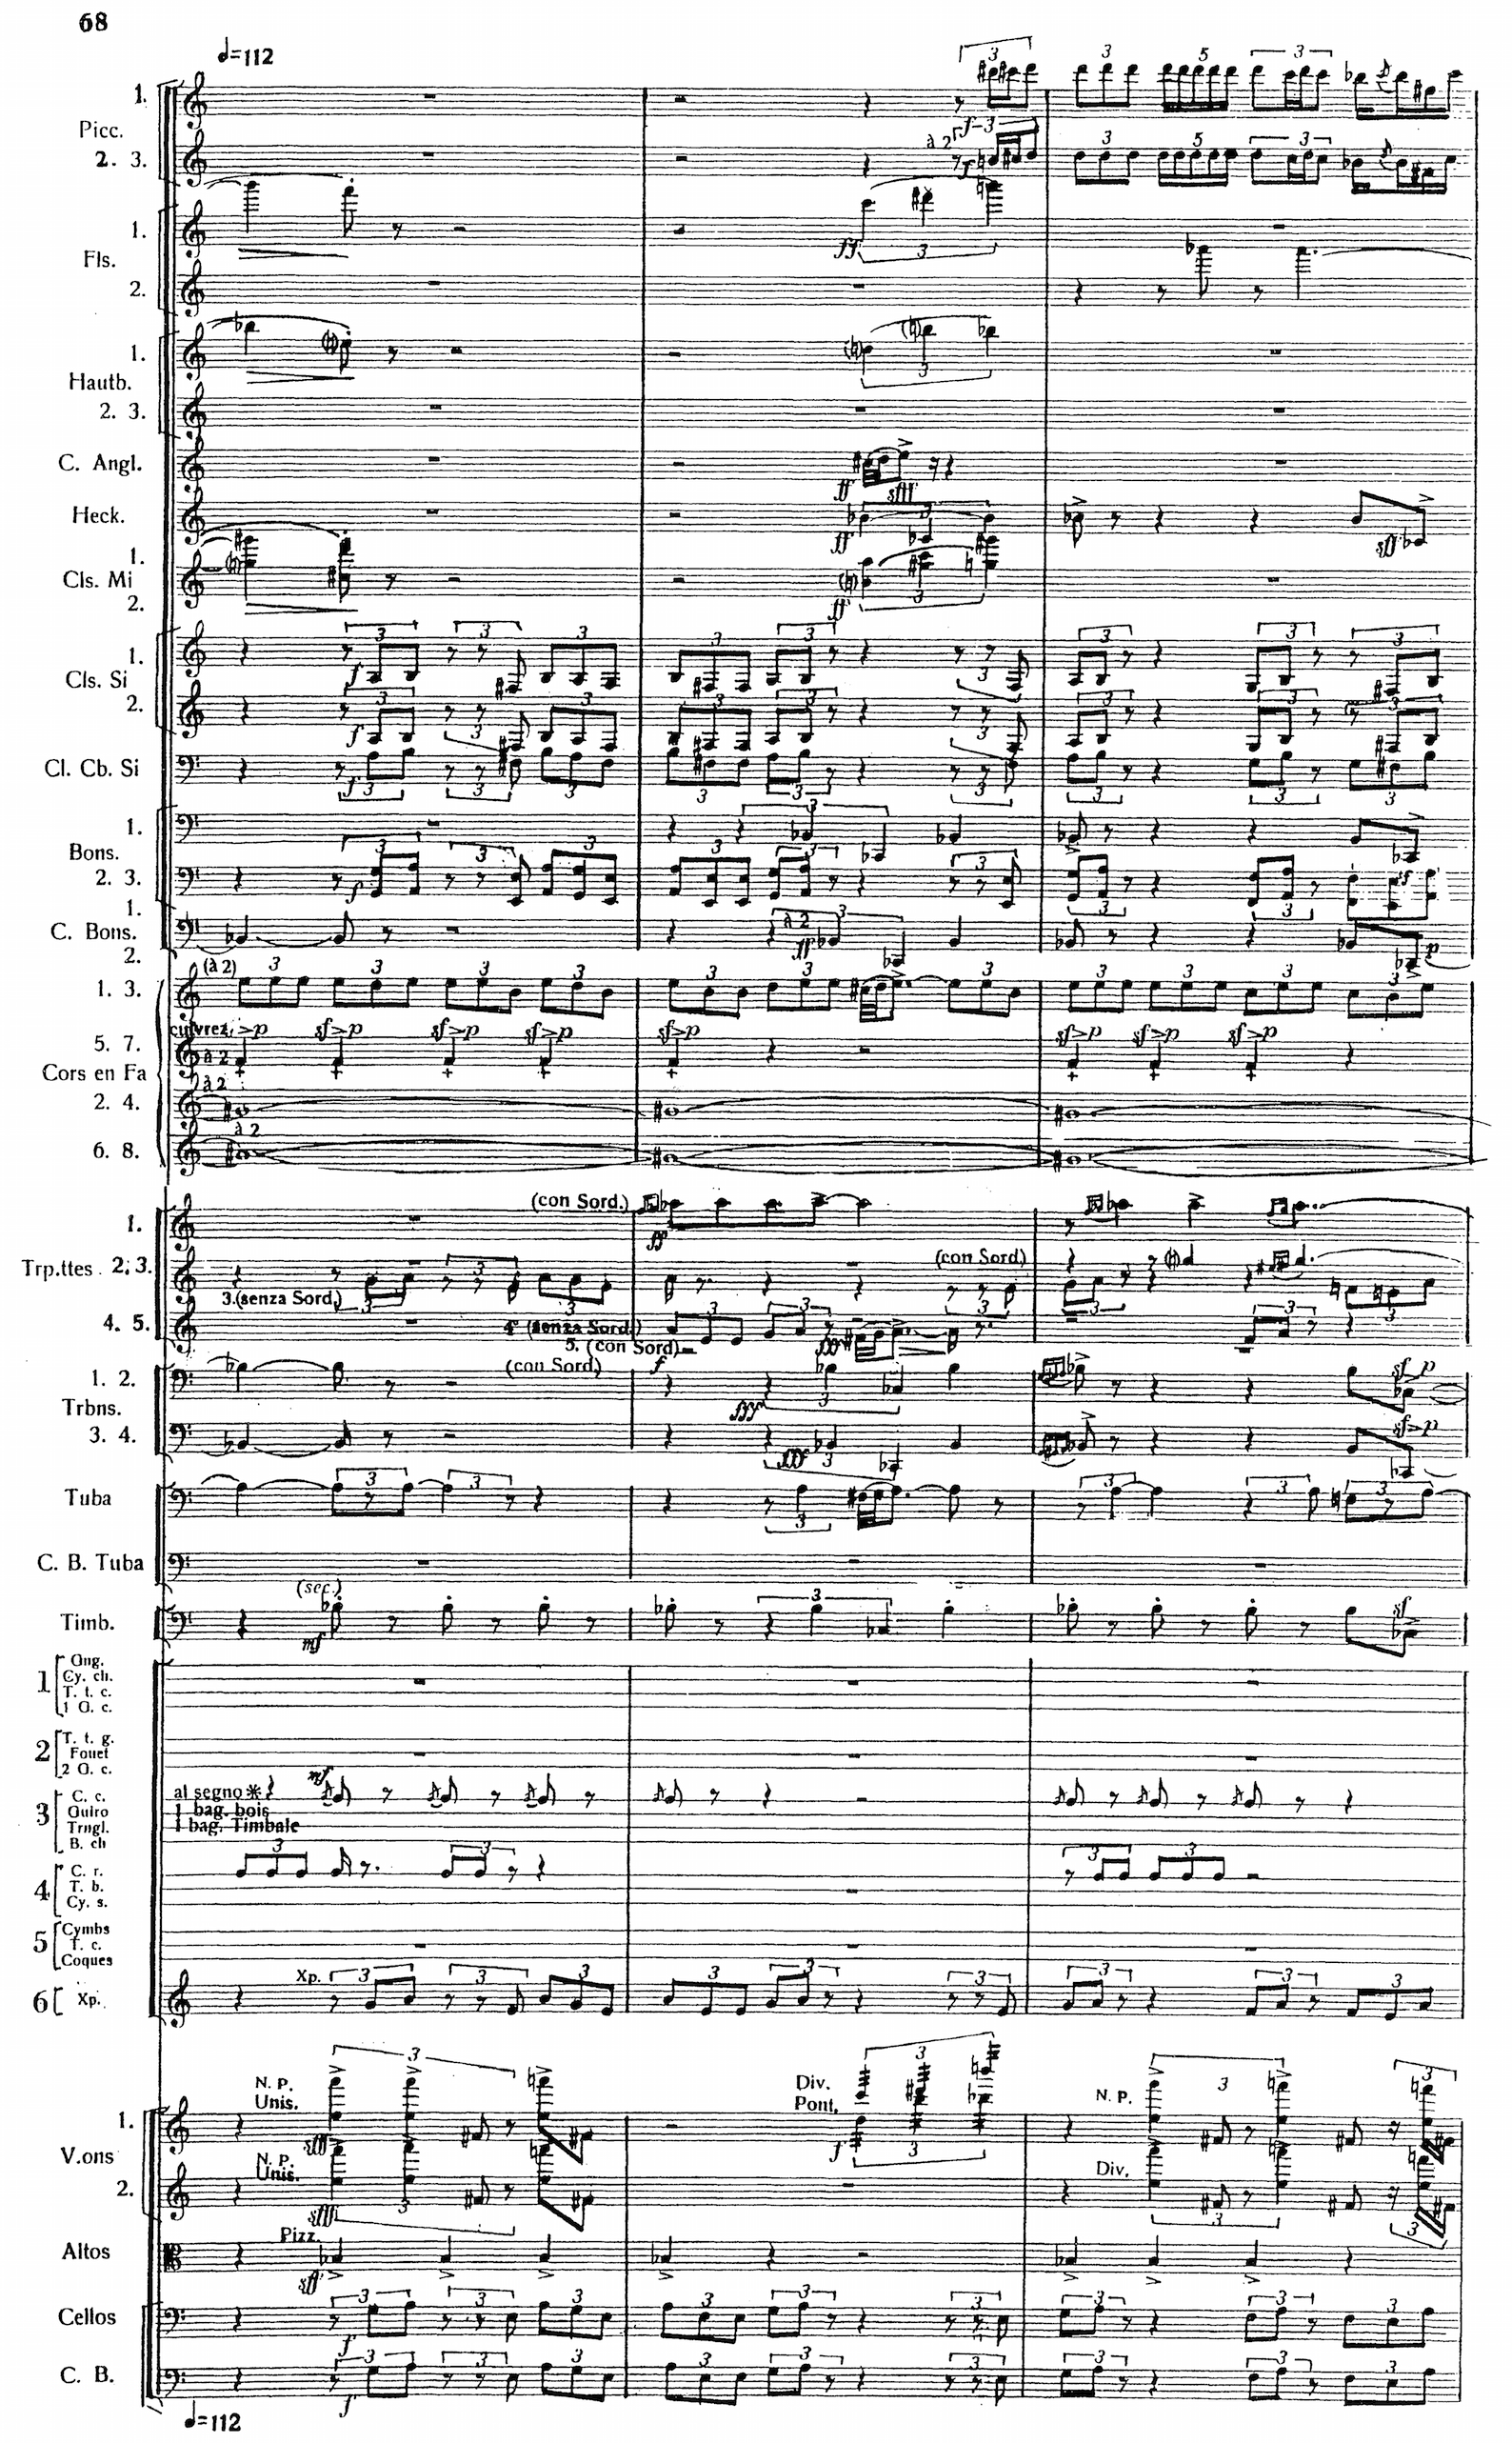 68
𝅗𝅥=112
1.
Picc.
2. 3.
1.
Fls.
2.
1.
Hautb.
2. 3.
C. Angl.
Heck.
1.
Cls. Mi
2.
1.
Cls. Si
2.
Cl. Cb. Si
1.
Bons.
2. 3.
1.
C. Bons.
2.
(à 2)
1. 3.
cuivrez
5. 7.
à 2
Cors en Fa
à 2
2. 4.
à 2
6. 8.
(con Sord.)
1.
(con Sord.)
Trp.ttes 2. 3.
3.(senza Sord.)
4. 5.
4º (senza Sord.)
5. (con Sord)
(con Sord)
1. 2.
Trbns.
3. 4.
Tuba
C. B. Tuba
(sec.)
Timb.
mf
1
Ong.
Cy. ch.
T. t. c.
1 O. c.
2
T. t. g.
Fouet
2 O. c.
mf
al segno *
1 bag. bois
1 bag. Timbale
3
C. c.
Guiro
Trngl.
B. ch
4
C. r.
T. b.
Cy. s.
5
Cymbs
T. c.
Coques
Xp.
6
Xp.
N. P.
Unis.
Div.
Pont.
N. P.
1.
V.ons
N. P.
Unis.
Div.
2.
Pizz.
Altos
Cellos
C. B.
𝅘𝅥=112